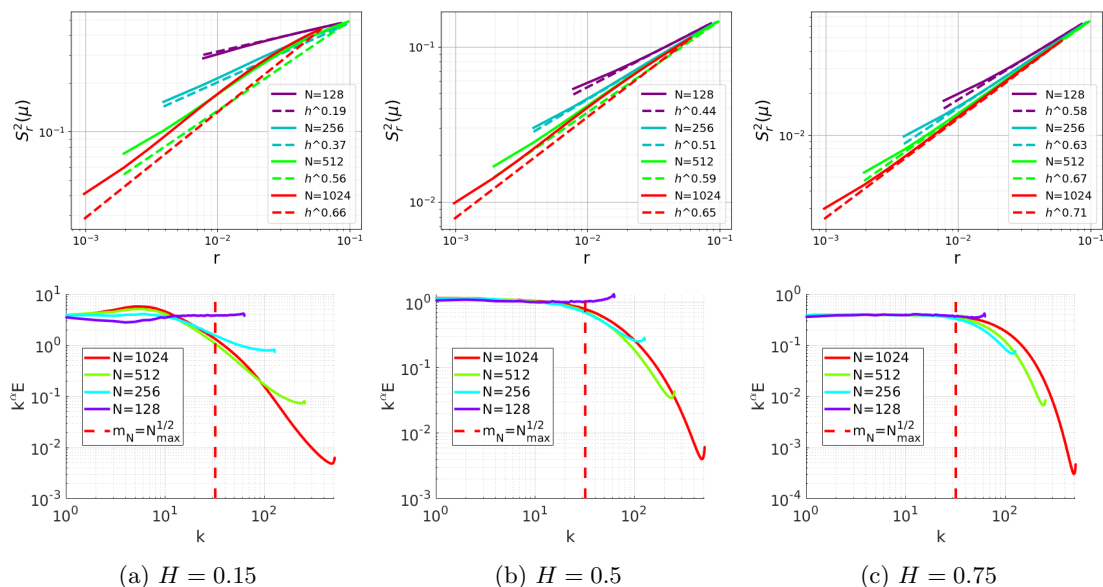 S_r^2(μ)
10^-1
N=128
h^0.19
N=256
h^0.37
N=512
h^0.56
N=1024
h^0.66
10^-3
10^-2
10^-1
r
S_r^2(μ)
10^-1
10^-2
N=128
h^0.44
N=256
h^0.51
N=512
h^0.59
N=1024
h^0.65
10^-3
10^-2
10^-1
r
S_r^2(μ)
10^-2
N=128
h^0.58
N=256
h^0.63
N=512
h^0.67
N=1024
h^0.71
10^-3
10^-2
10^-1
r
k^αE
10^1
10^0
10^-1
10^-2
10^-3
N=1024
N=512
N=256
N=128
m_N=N_max^1/2
10^0
10^2
k
k^αE
10^0
10^-1
10^-2
10^-3
N=1024
N=512
N=256
N=128
m_N=N_max^1/2
10^0
10^2
k
k^αE
10^0
10^-1
10^-2
10^-3
10^-4
N=1024
N=512
N=256
N=128
m_N=N_max^1/2
10^0
10^2
k
(a) H = 0.15
(b) H = 0.5
(c) H = 0.75